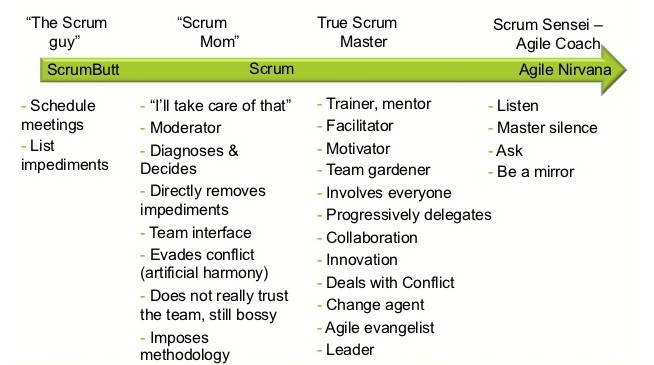 “The Scrum
guy”
“Scrum
Mom”
True Scrum
Master
Scrum Sensei –
Agile Coach
ScrumButt
Scrum
Agile Nirvana
- Schedule
meetings
- List
impediments
- “I’ll take care of that”
- Moderator
- Diagnoses &
Decides
- Directly removes
impediments
- Team interface
- Evades conflict
(artificial harmony)
- Does not really trust
the team, still bossy
- Imposes
methodology
- Trainer, mentor
- Facilitator
- Motivator
- Team gardener
- Involves everyone
- Progressively delegates
- Collaboration
- Innovation
- Deals with Conflict
- Change agent
- Agile evangelist
- Leader
- Listen
- Master silence
- Ask
- Be a mirror